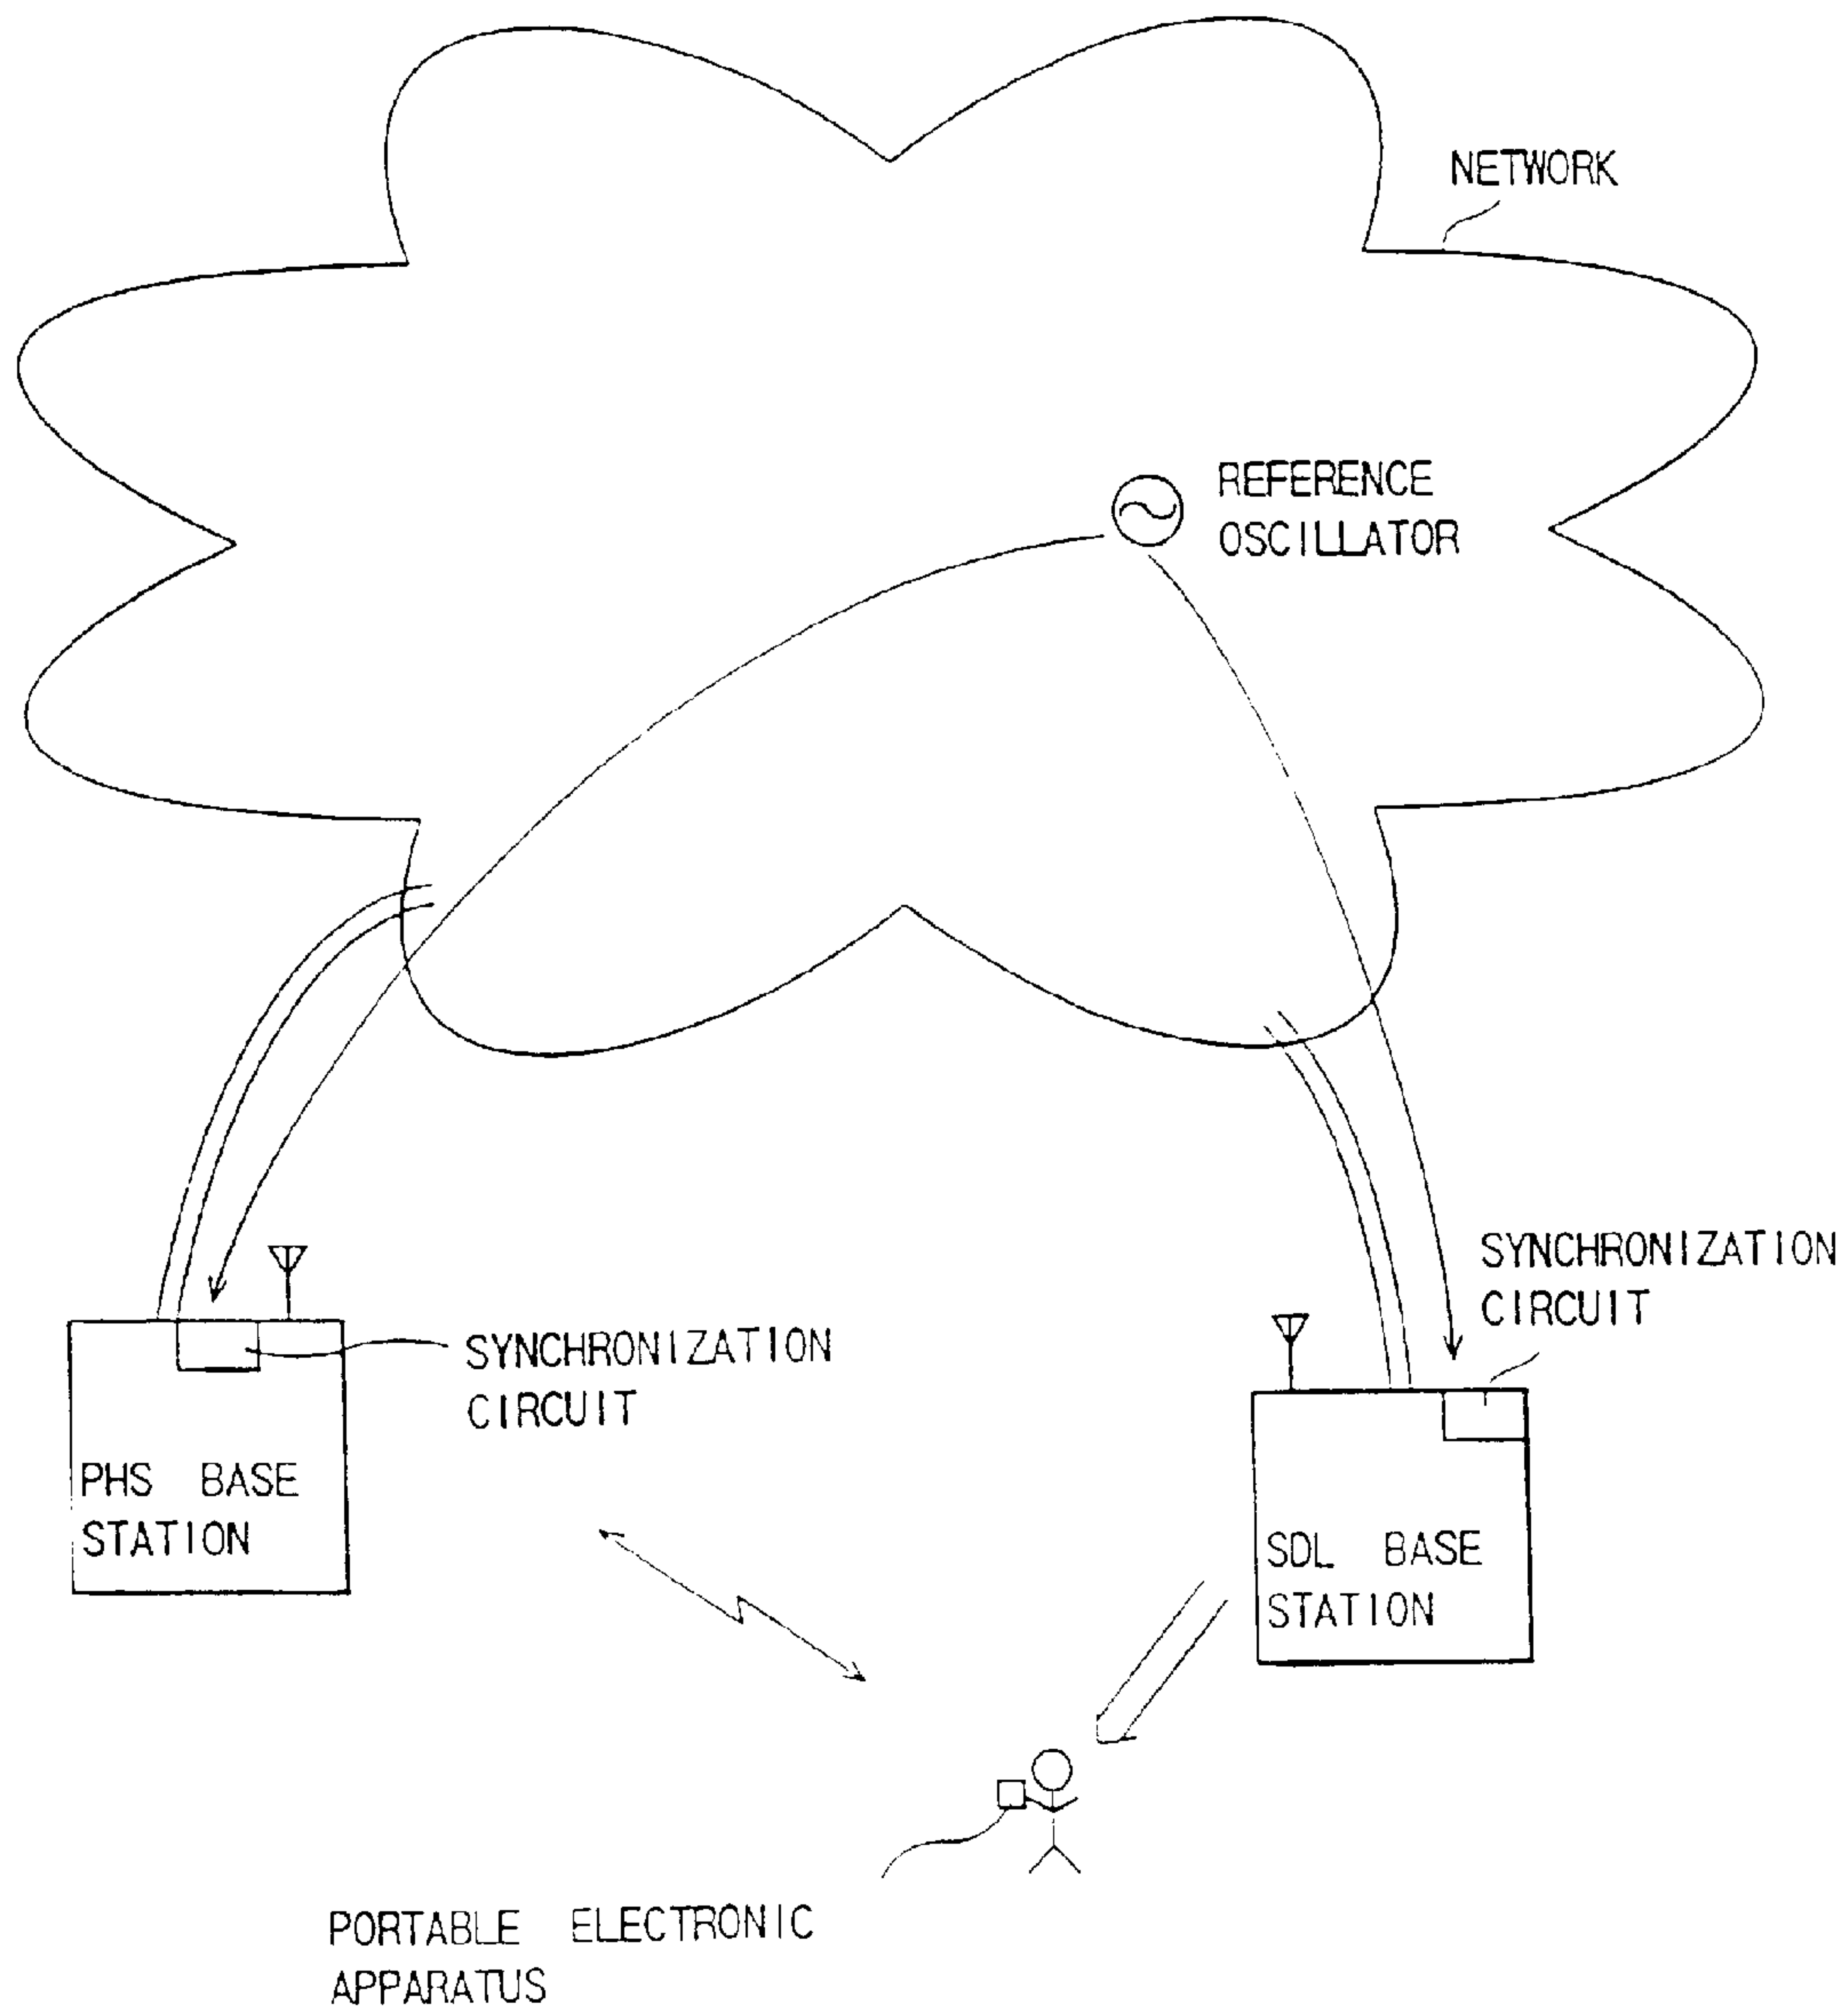 NETWORK
REFERENCE
OSCILLATOR
SYNCHRONIZATION
CIRCUIT
SYNCHRONIZATION
CIRCUIT
PHS BASE
STATION
SDL BASE
STATION
PORTABLE ELECTRONIC
APPARATUS